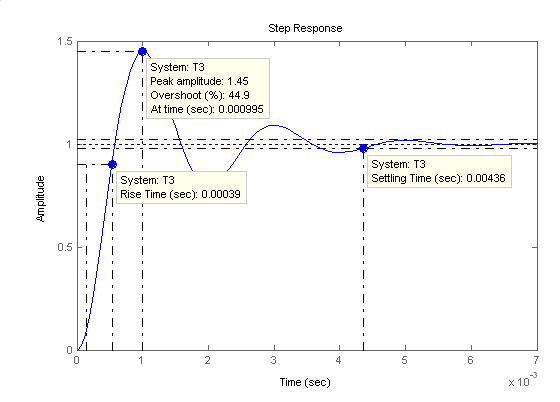 Step Response
1.5
System: T3
Peak amplitude: 1.45
Overshoot (%): 44.9
At time (sec): 0.000995
1
System: T3
Settling Time (sec): 0.00436
System: T3
Rise Time (sec): 0.00039
Amplitude
0.5
0
0 1 2 3 4 5 6 7
x 10⁻³
Time (sec)